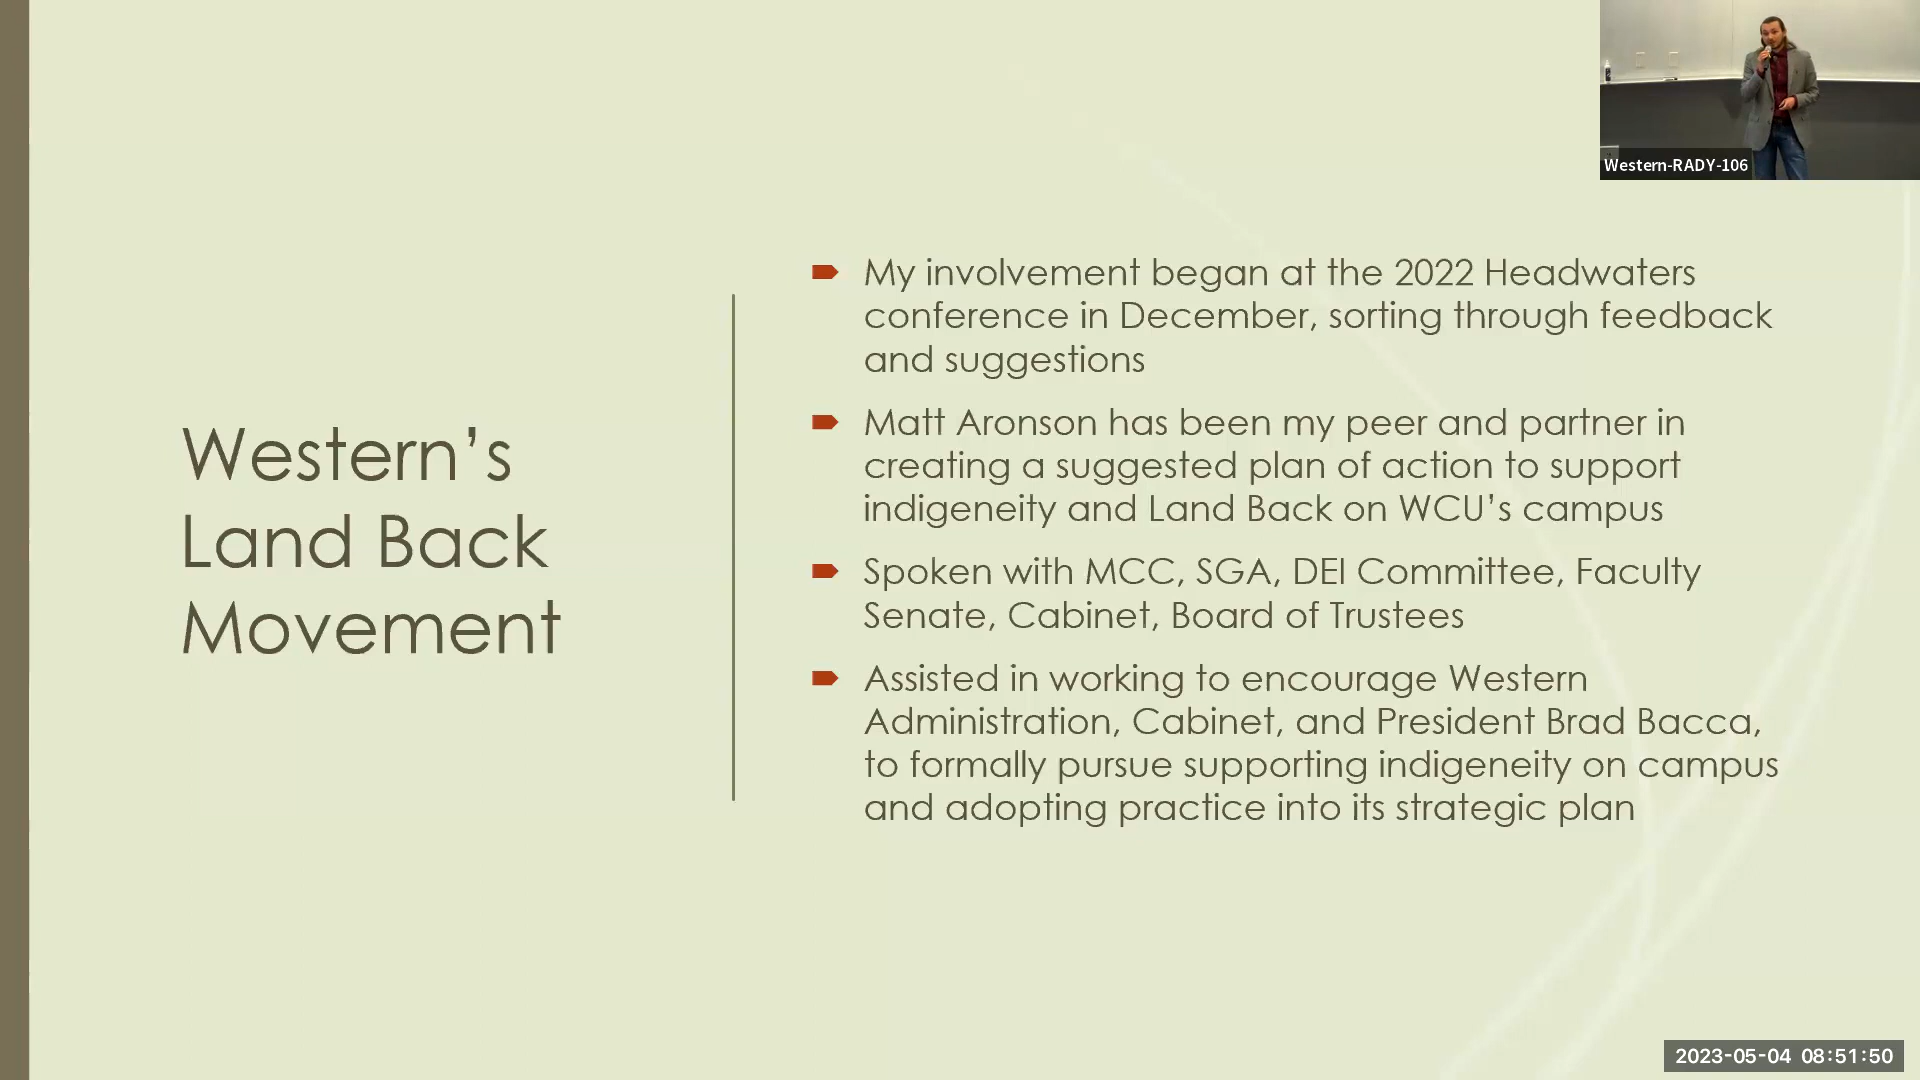 Western-RADY-106
Western’s
Land Back
Movement
My involvement began at the 2022 Headwaters
conference in December, sorting through feedback
and suggestions
Matt Aronson has been my peer and partner in
creating a suggested plan of action to support
indigeneity and Land Back on WCU’s campus
Spoken with MCC, SGA, DEI Committee, Faculty
Senate, Cabinet, Board of Trustees
Assisted in working to encourage Western
Administration, Cabinet, and President Brad Bacca,
to formally pursue supporting indigeneity on campus
and adopting practice into its strategic plan
2023-05-04 08:51:50